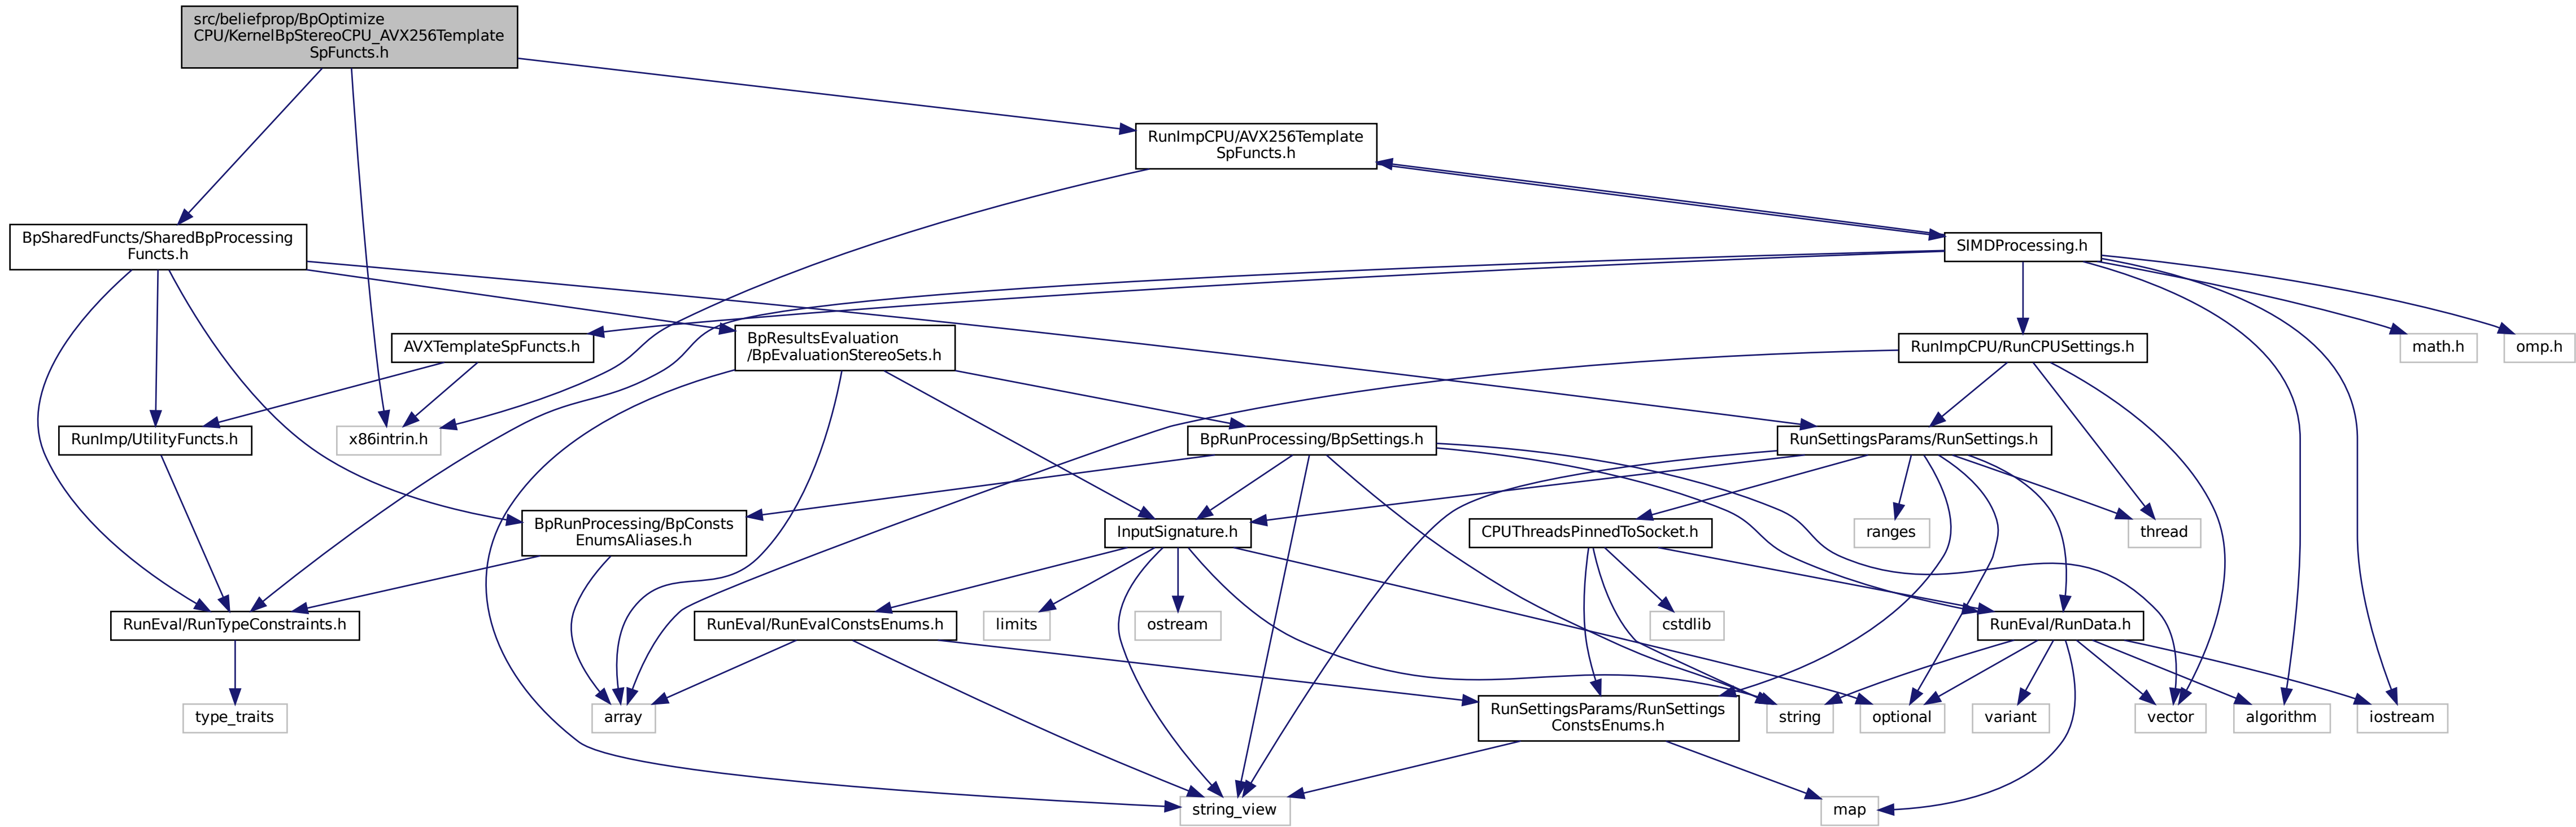 src/beliefprop/BpOptimize
CPU/KernelBpStereoCPU_AVX256Template
SpFuncts.h
RunImpCPU/AVX256Template
SpFuncts.h
BpSharedFuncts/SharedBpProcessing
Functs.h
SIMDProcessing.h
AVXTemplateSpFuncts.h
BpResultsEvaluation
/BpEvaluationStereoSets.h
RunImpCPU/RunCPUSettings.h
math.h
omp.h
RunImp/UtilityFuncts.h
x86intrin.h
BpRunProcessing/BpSettings.h
RunSettingsParams/RunSettings.h
BpRunProcessing/BpConsts
EnumsAliases.h
InputSignature.h
CPUThreadsPinnedToSocket.h
ranges
thread
RunEval/RunTypeConstraints.h
RunEval/RunEvalConstsEnums.h
limits
ostream
cstdlib
RunEval/RunData.h
type_traits
array
RunSettingsParams/RunSettings
ConstsEnums.h
string
optional
variant
vector
algorithm
iostream
string_view
map